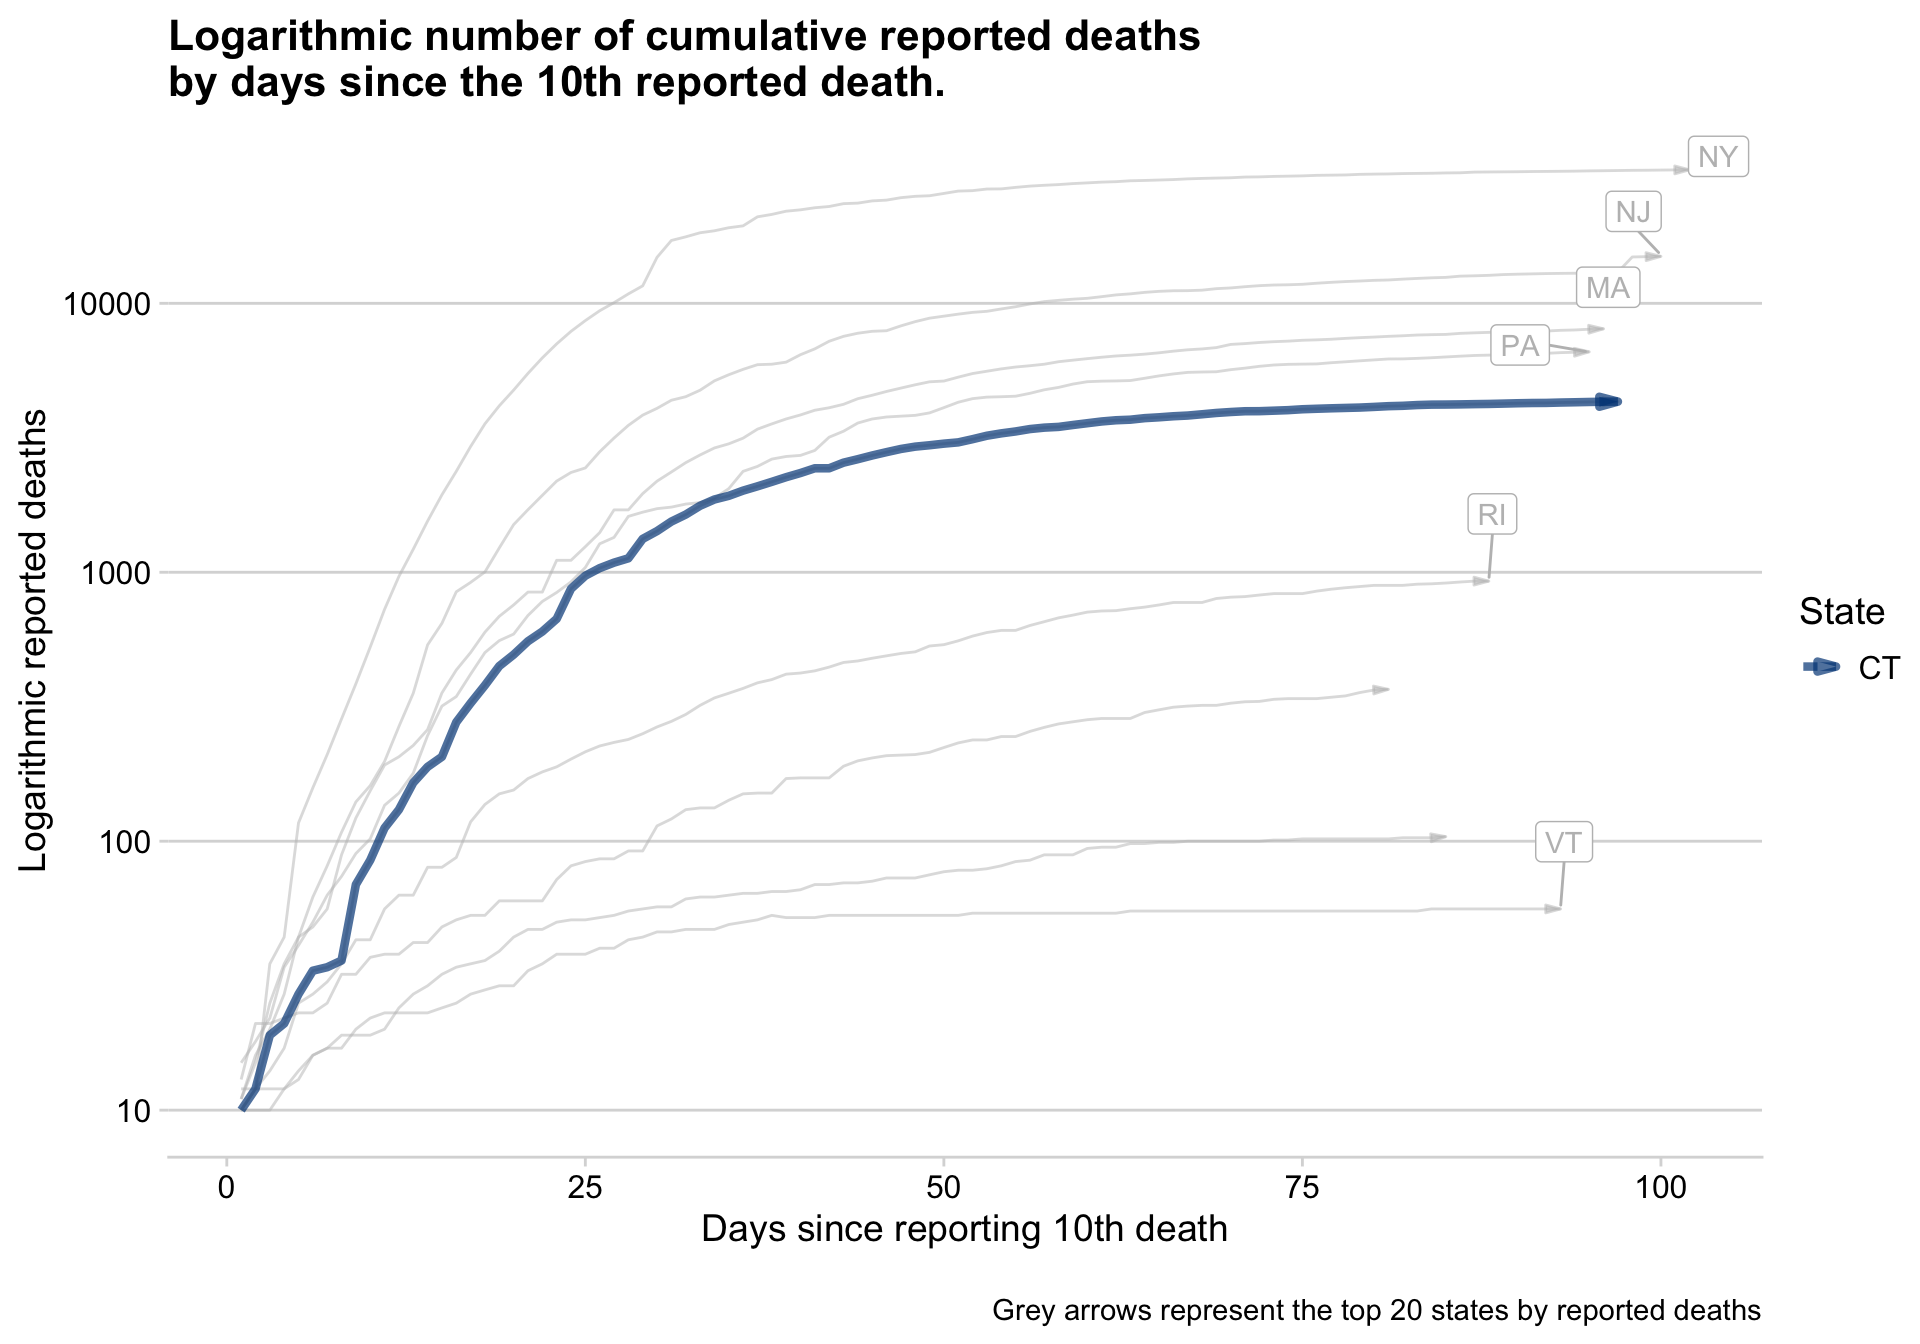 Logarithmic number of cumulative reported deaths
by days since the 10th reported death.
NY
NJ
10000
MA
PA
RI
1000
State
CT
Logarithmic reported deaths
100
VT
10
0 25 50 75 100
Days since reporting 10th death
Grey arrows represent the top 20 states by reported deaths